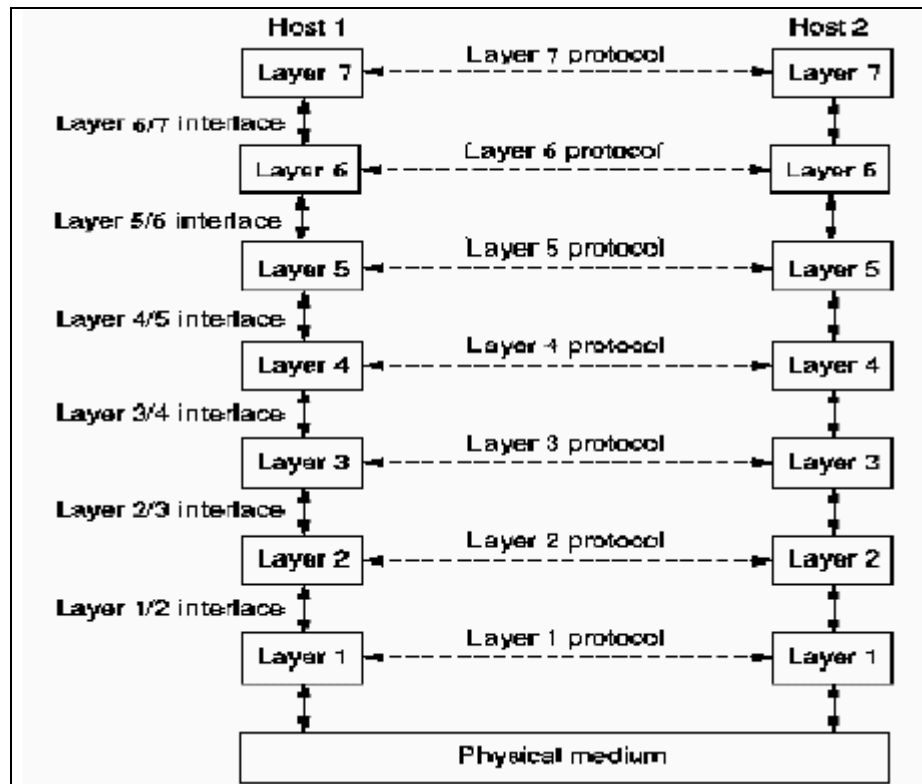 Host 1 Host 2
Layer 7 Layer 7 protocol Layer 7
Layer 6/7 interface
Layer 6 Layer 6 protocol Layer 6
Layer 5/6 interface
Layer 5 Layer 5 protocol Layer 5
Layer 4/5 interface
Layer 4 Layer 4 protocol Layer 4
Layer 3/4 interface
Layer 3 Layer 3 protocol Layer 3
Layer 2/3 interface
Layer 2 Layer 2 protocol Layer 2
Layer 1/2 interface
Layer 1 Layer 1 protocol Layer 1
Physical medium